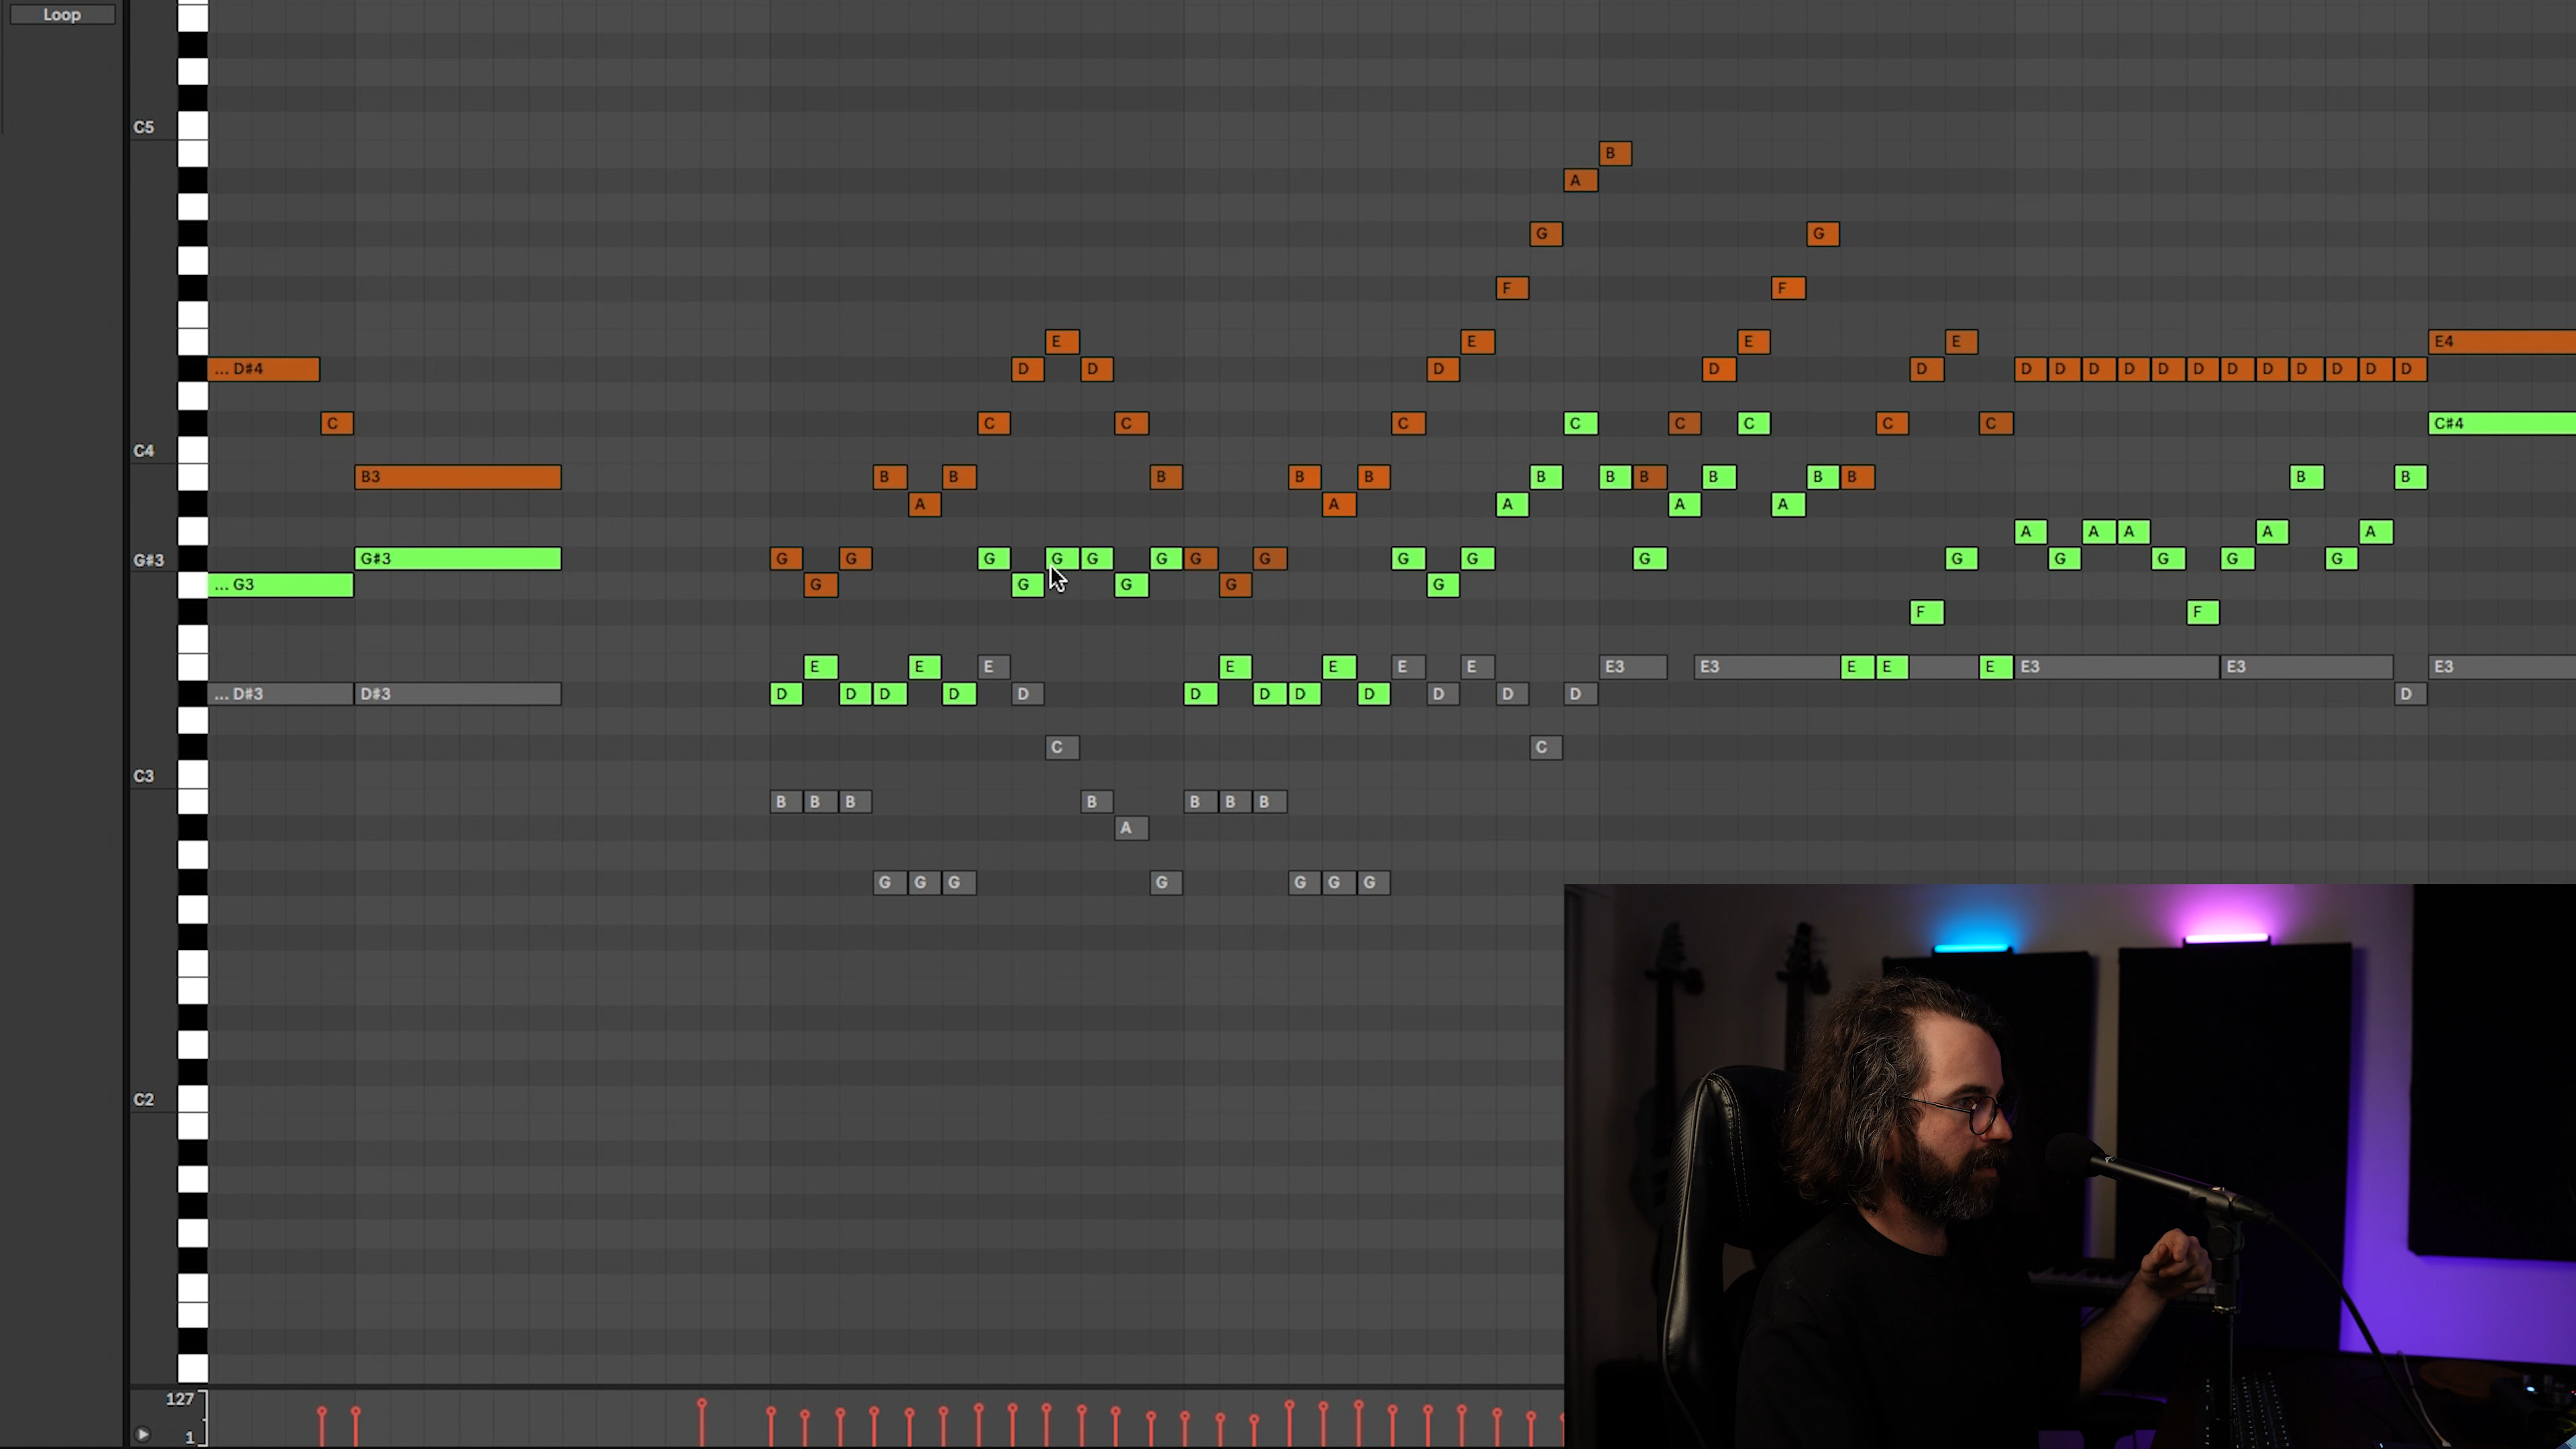 Loop
C5
B
A
G G
F F
E E E E E4
... D#4 D D D D D D D D D D D D D D D D D D
C C C C C C C C C C#4
C4
B3 B B B B B B B B B B B B B B
A A A A A
A A A A A
G#3 G#3 G G G G G G G G G G G G G G G G
... G3 G G G G G
F F
E E E E E E E E3 E3 E E E E3 E3 E3
... D#3 D#3 D D D D D D D D D D D D D
C C
C3
B B B B B B B
A
G G G G G G G
C2
127
1